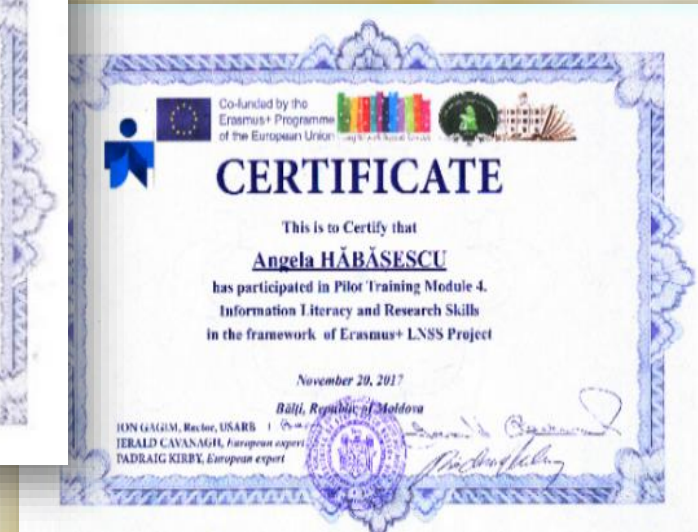 Co-funded by the
Erasmus+ Programme
of the European Union
CERTIFICATE
This is to Certify that
Angela HĂBĂSESCU
has participated in Pilot Training Module 4.
Information Literacy and Research Skills
in the framework of Erasmus+ LNSS Project
November 20, 2017
Bălți, Republic of Moldova
ION GAGIM, Rector, USARB
JERALD CAVANAGH, European expert
PADRAIG KIRBY, European expert